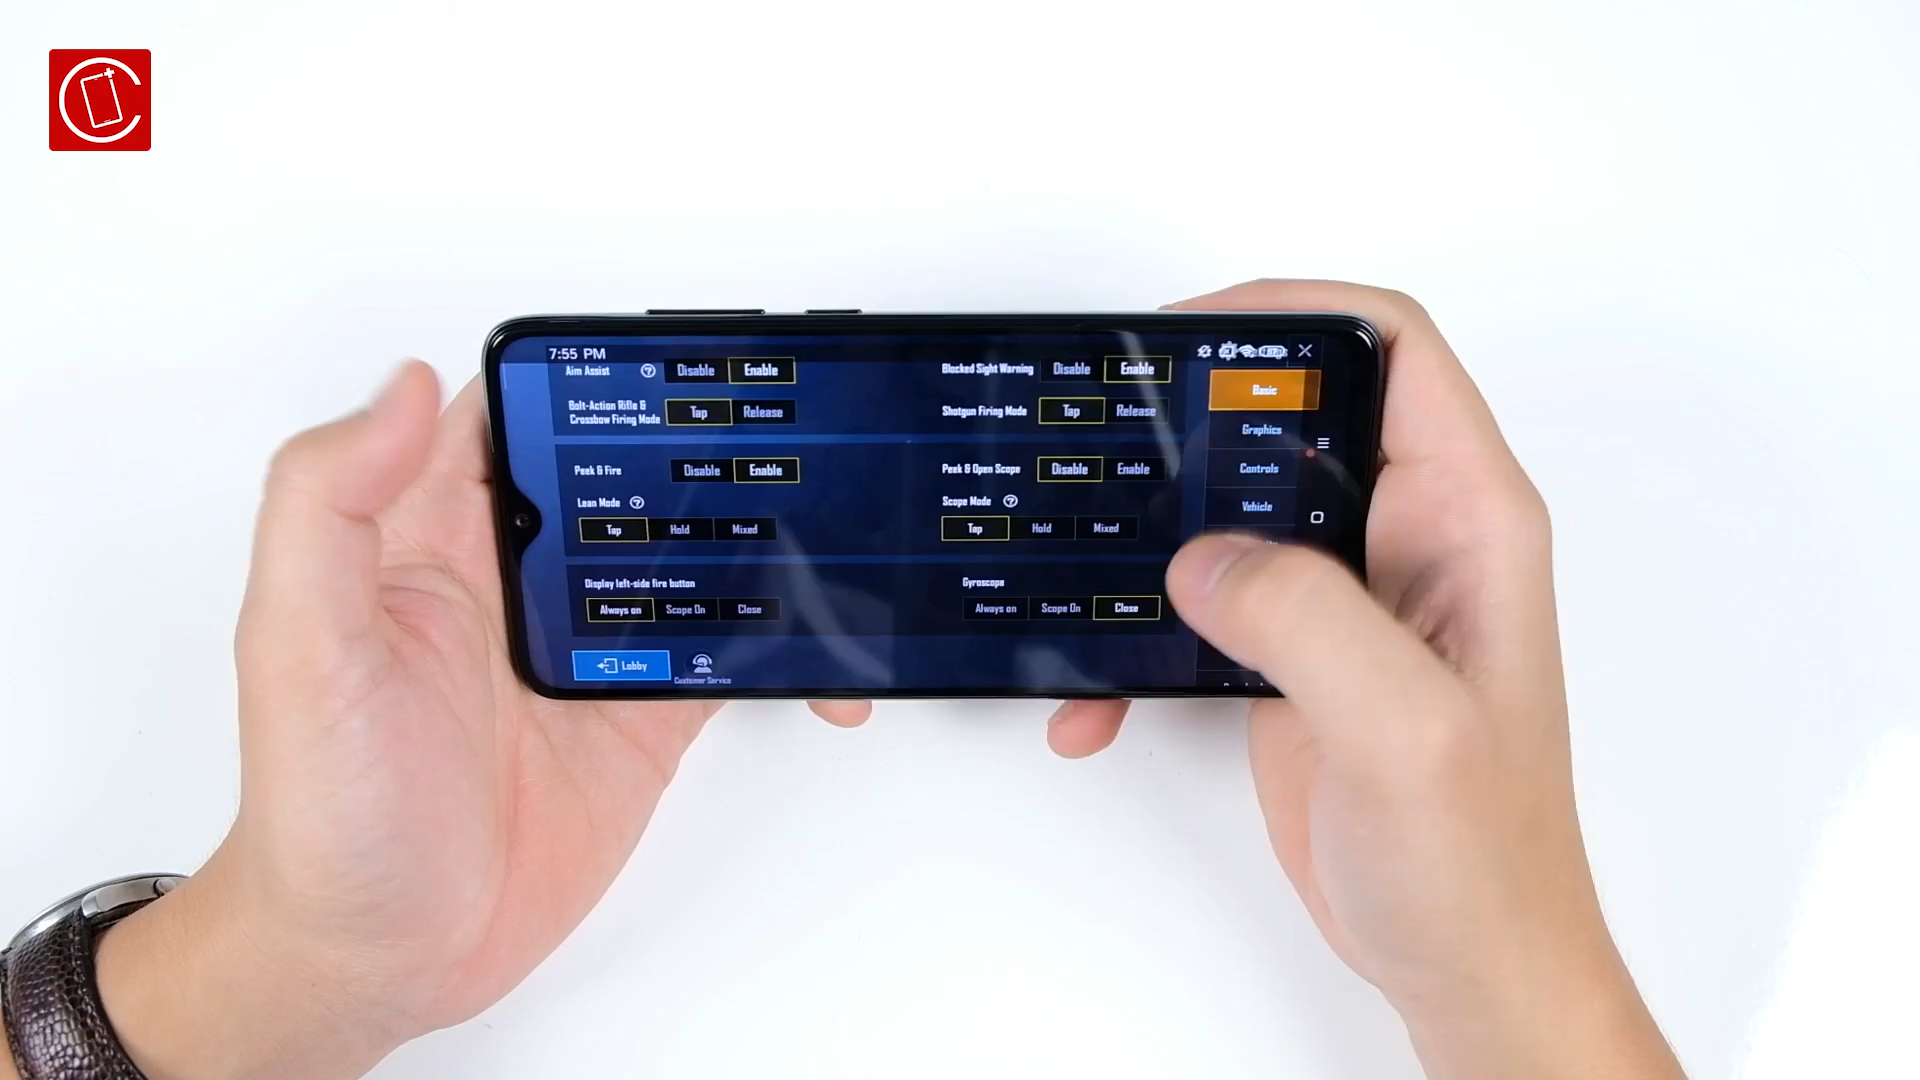 7:55 PM
Aim Assist Disable Enable
Blocked Sight Warning Disable Enable
Bolt-Action Rifle &
Crossbow Firing Mode Tap Release
Shotgun Firing Mode Tap Release
Peek & Fire Disable Enable
Peek & Open Scope Disable Enable
Lean Mode
Tap Hold Mixed
Scope Mode
Tap Hold Mixed
Display left-side fire button
Always on Scope On Close
Gyroscope
Always on Scope On Close
Lobby
Customer Service
Basic
Graphics
Controls
Vehicle